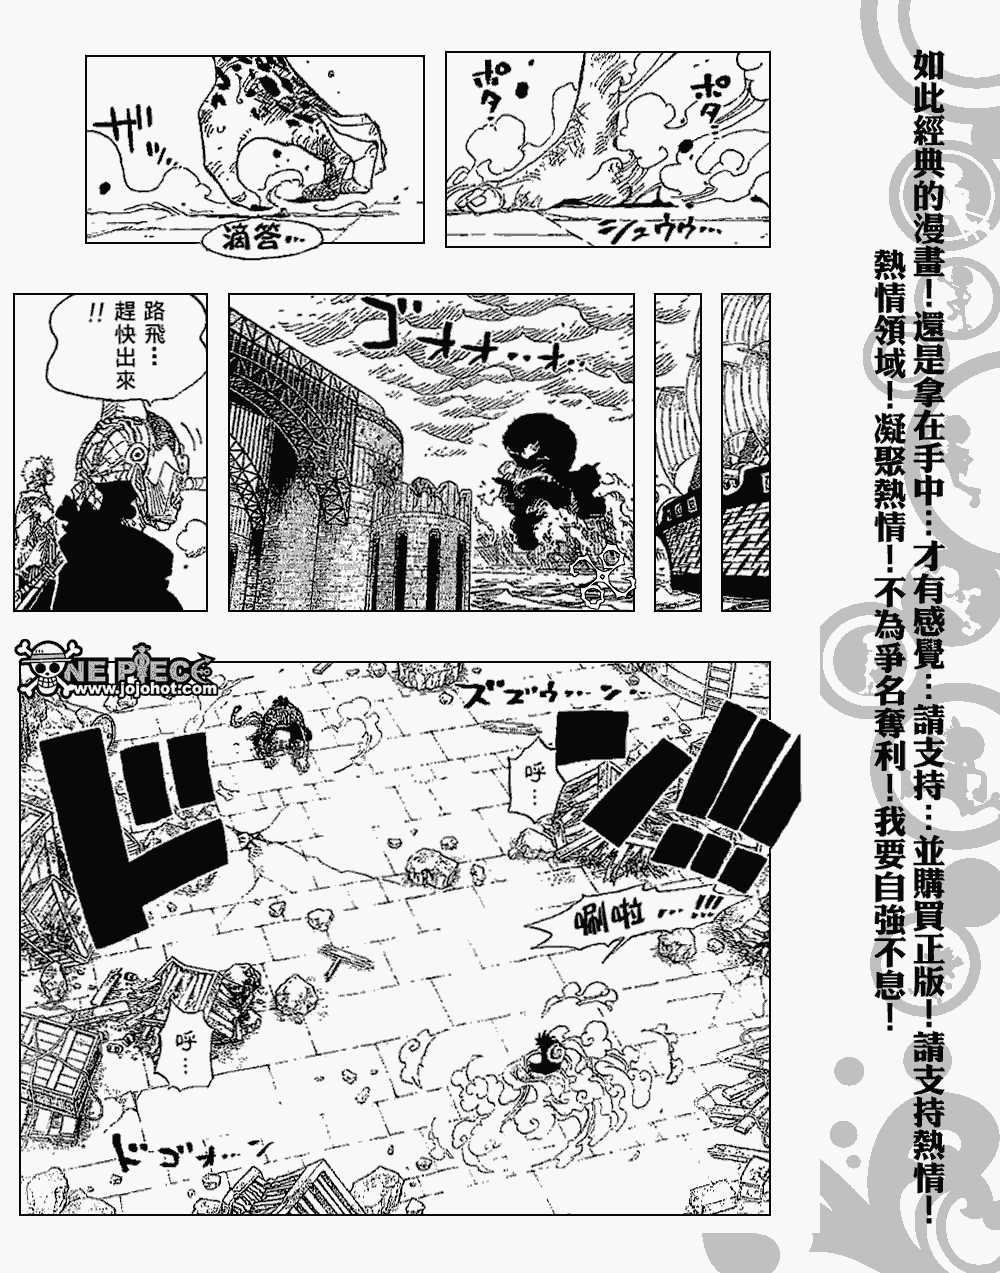 如此經典的漫畫！還是拿在手中…才有感覺…請支持…並購買正版！請支持熱情！
熱情領域！凝聚熱情！不為爭名奪利！我要自強不息！
ポタ…
ポタ…
シュウウ…
ザッ…
滴答…
ゴオオ…オ…
路飛…
趕快出來
!!
ONE PIECE
www.jojohot.com
ズズゥゥ…ン…
ドン!!!
呼…
唰啦…!!!
呼…
ドゴオ…ン